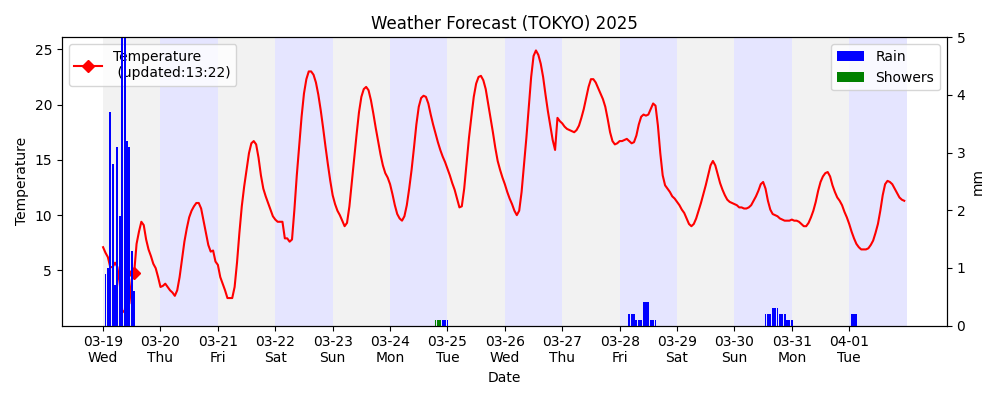 Weather Forecast (TOKYO) 2025
Temperature
(updated:13:22)
Rain
Showers
Temperature
25
20
15
10
5
5
4
3
2
1
0
mm
03-19 03-20 03-21 03-22 03-23 03-24 03-25 03-26 03-27 03-28 03-29 03-30 03-31 04-01
Wed Thu Fri Sat Sun Mon Tue Wed Thu Fri Sat Sun Mon Tue
Date